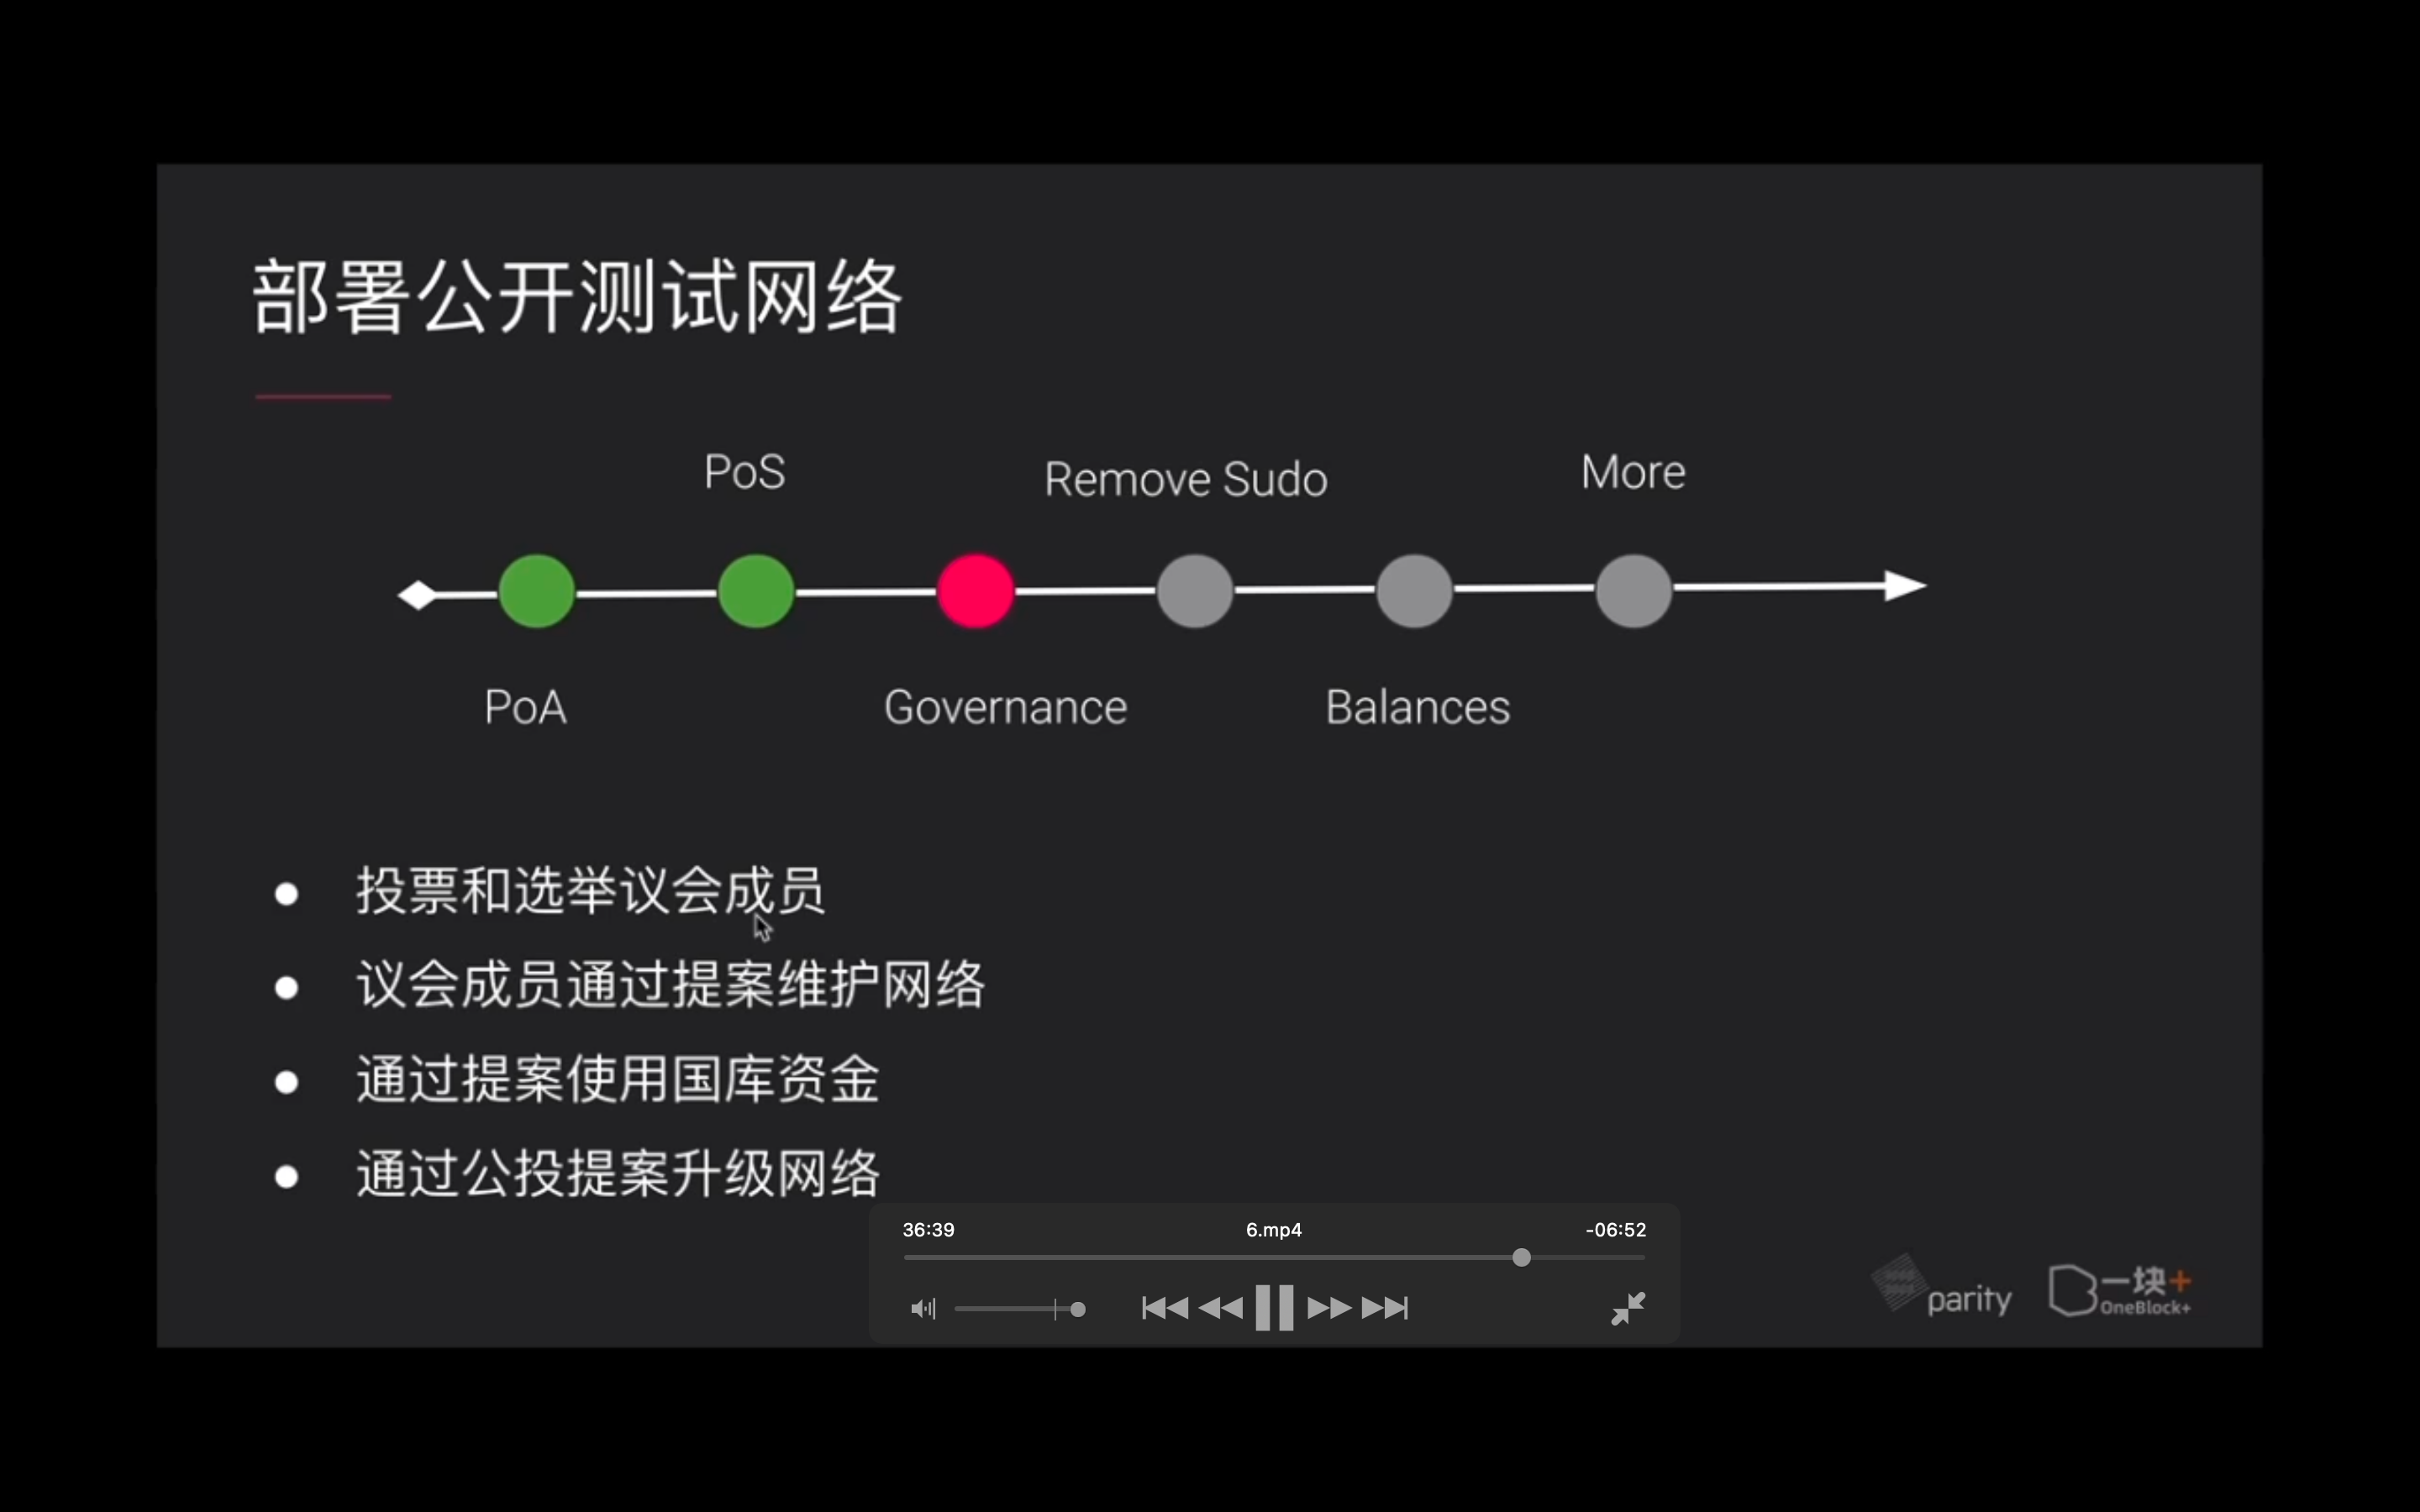 部署公开测试网络
PoS
Remove Sudo
More
PoA
Governance
Balances
投票和选举议会成员
议会成员通过提案维护网络
通过提案使用国库资金
通过公投提案升级网络
36:39
6.mp4
-06:52
parity
一块+
OneBlock+